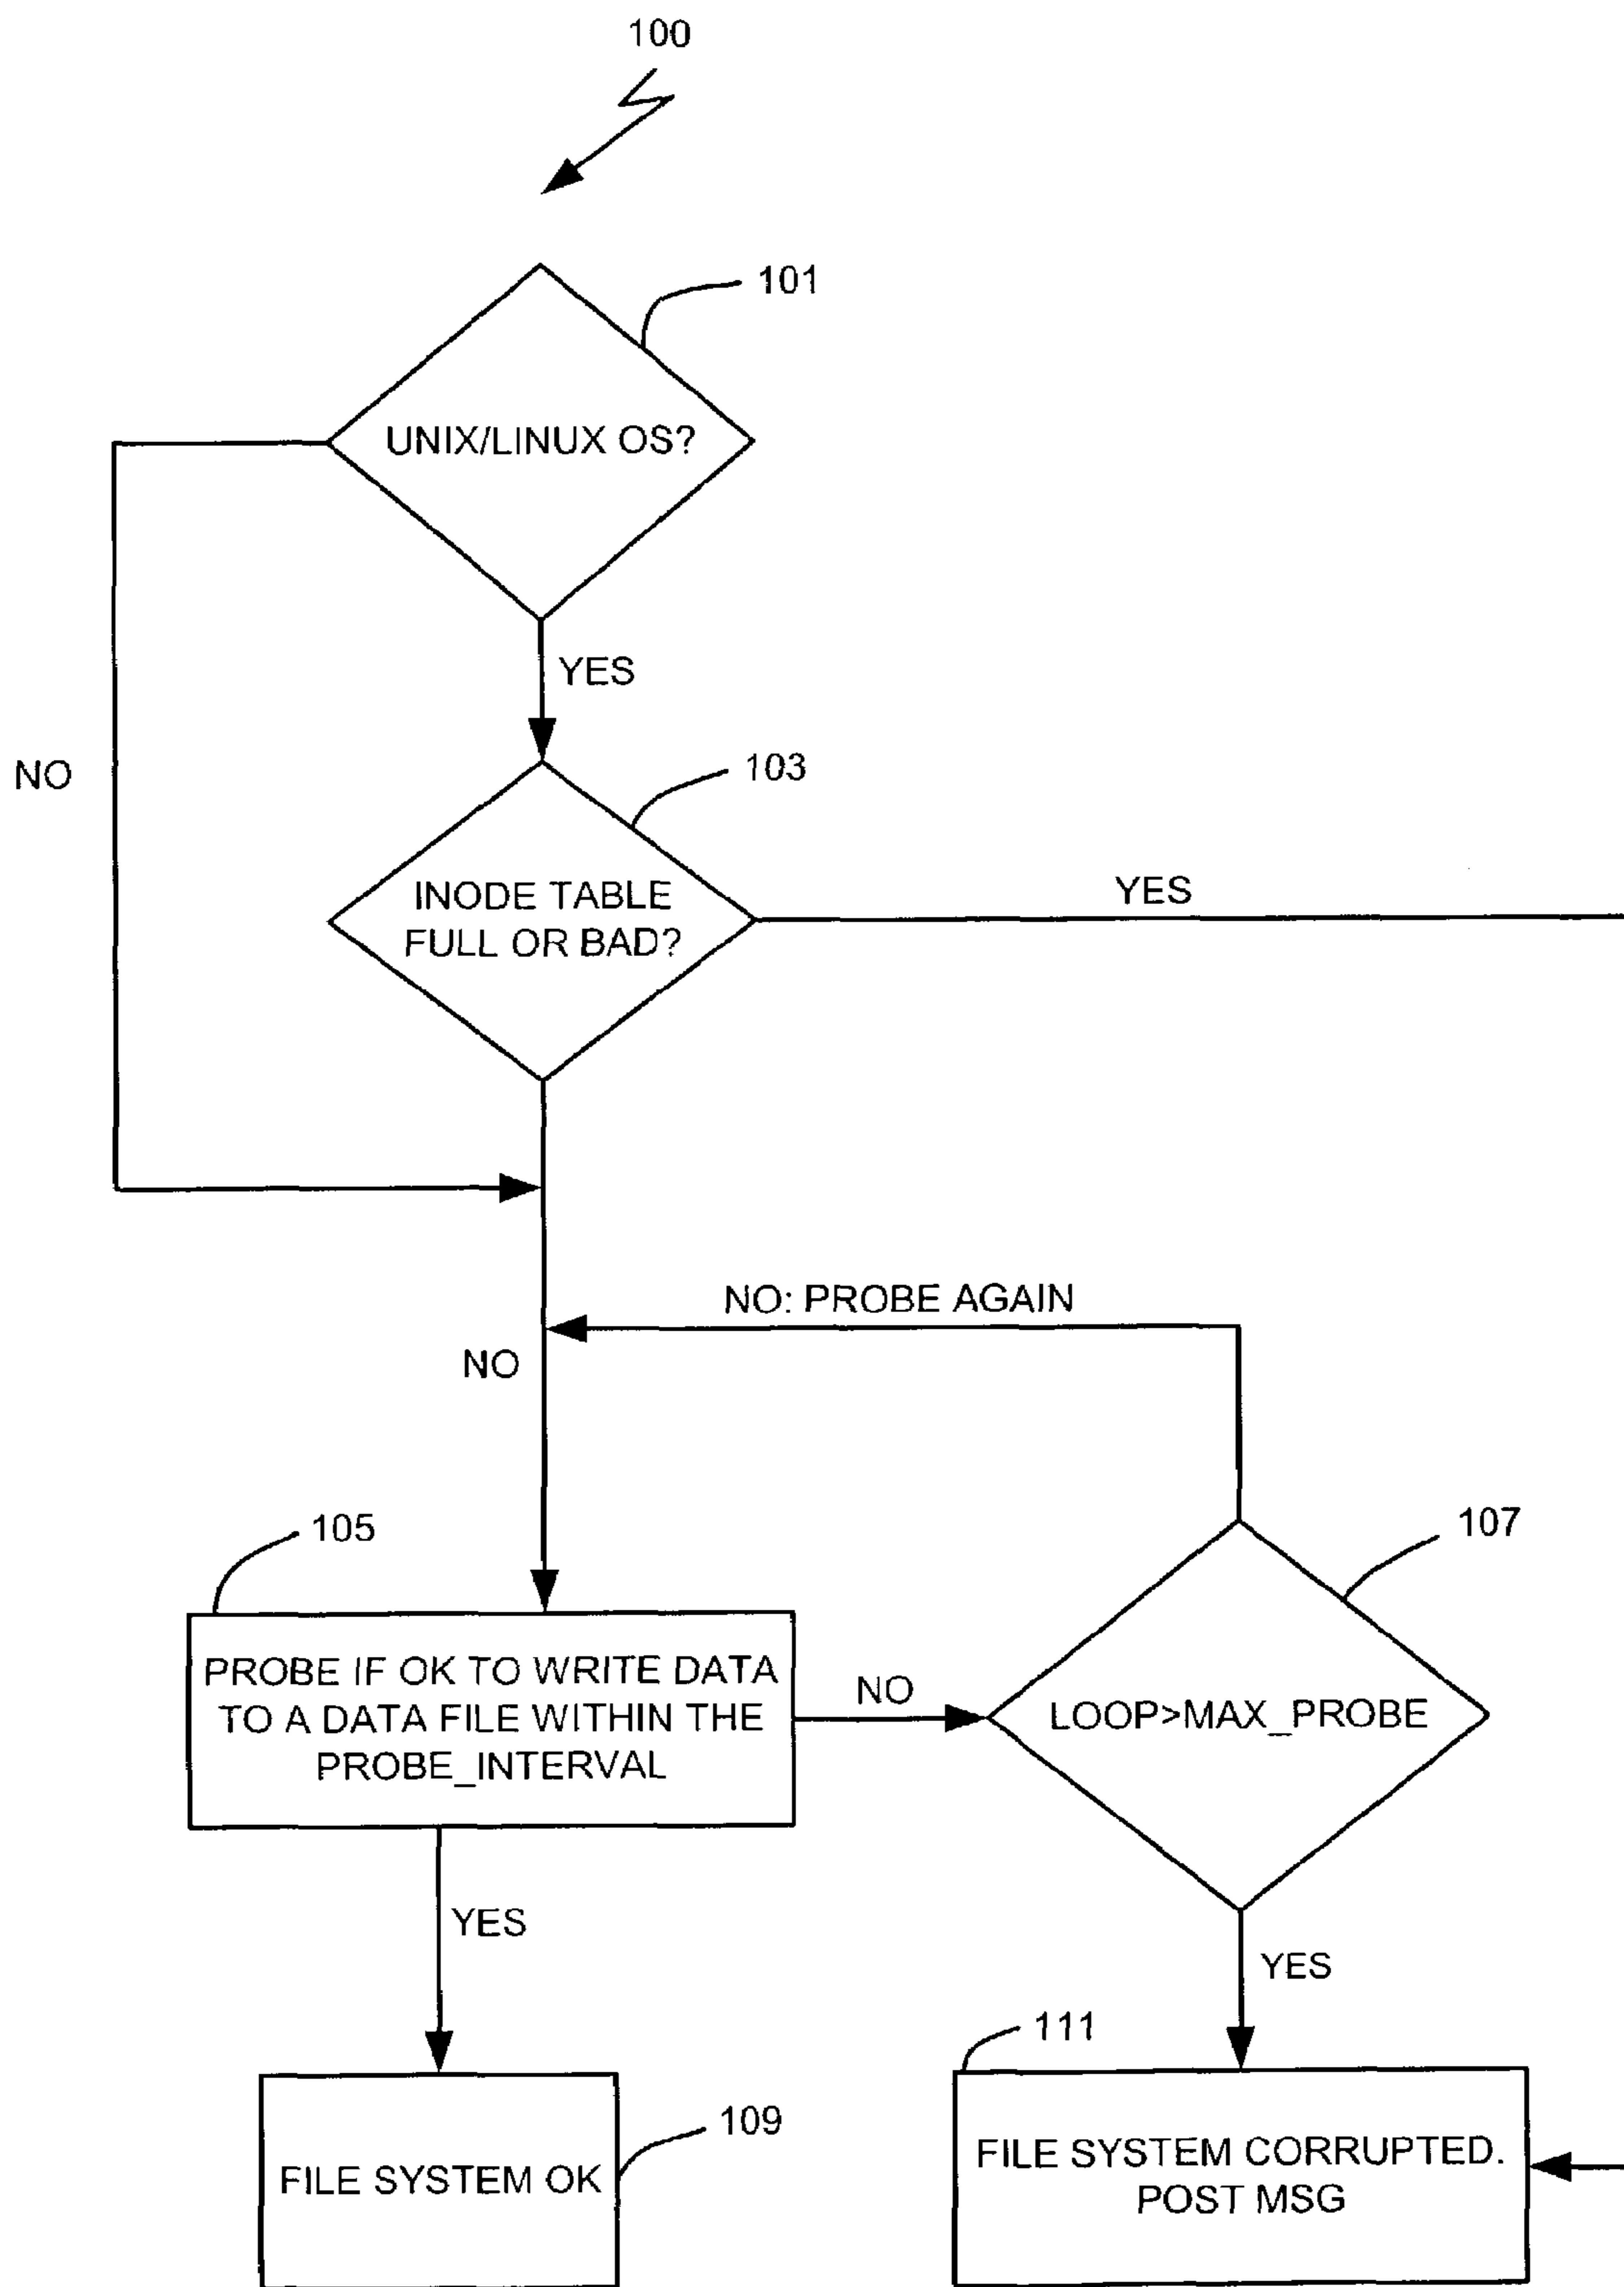 100
101
UNIX/LINUX OS?
YES
NO
103
INODE TABLE
FULL OR BAD?
YES
NO: PROBE AGAIN
NO
105
107
PROBE IF OK TO WRITE DATA
TO A DATA FILE WITHIN THE
PROBE_INTERVAL
NO
LOOP>MAX_PROBE
YES
YES
111
109
FILE SYSTEM OK
FILE SYSTEM CORRUPTED.
POST MSG